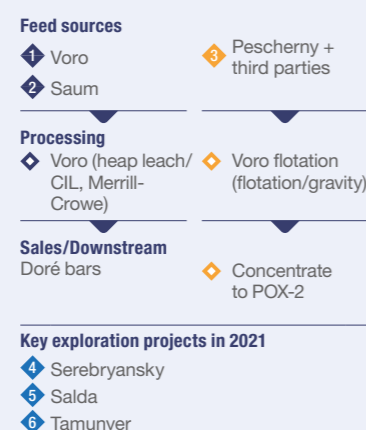 Feed sources
1 Voro
2 Saum
3 Pescherny +
third parties
Processing
Voro (heap leach/
CIL, Merrill-
Crowe)
Voro flotation
(flotation/gravity)
Sales/Downstream
Doré bars
Concentrate
to POX-2
Key exploration projects in 2021
4 Serebryansky
5 Salda
6 Tamunyer